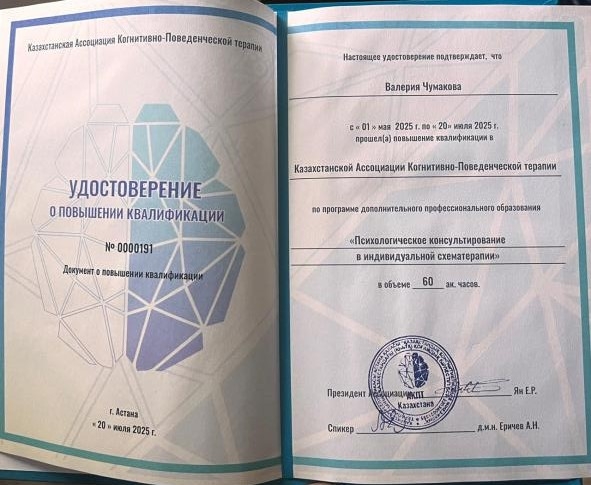 Казахстанская Ассоциация Когнитивно-Поведенческой терапии
УДОСТОВЕРЕНИЕ
О ПОВЫШЕНИИ КВАЛИФИКАЦИИ
№ 0000191
Документ о повышении квалификации
г. Астана
« 20 » июля 2025 г.
Настоящее удостоверение подтверждает, что
Валерия Чумакова
с « 01 » мая 2025 г. по « 20» июля 2025 г.
прошел(а) повышение квалификации в
Казахстанской Ассоциации Когнитивно-Поведенческой терапии
по программе дополнительного профессионального образования
«Психологическое консультирование
в индивидуальной схематерапии»
в объеме 60 ак. часов.
Президент Ассоциации Ян Е.Р.
АКПТ
Казахстана
Спикер д.м.н. Еричев А.Н.